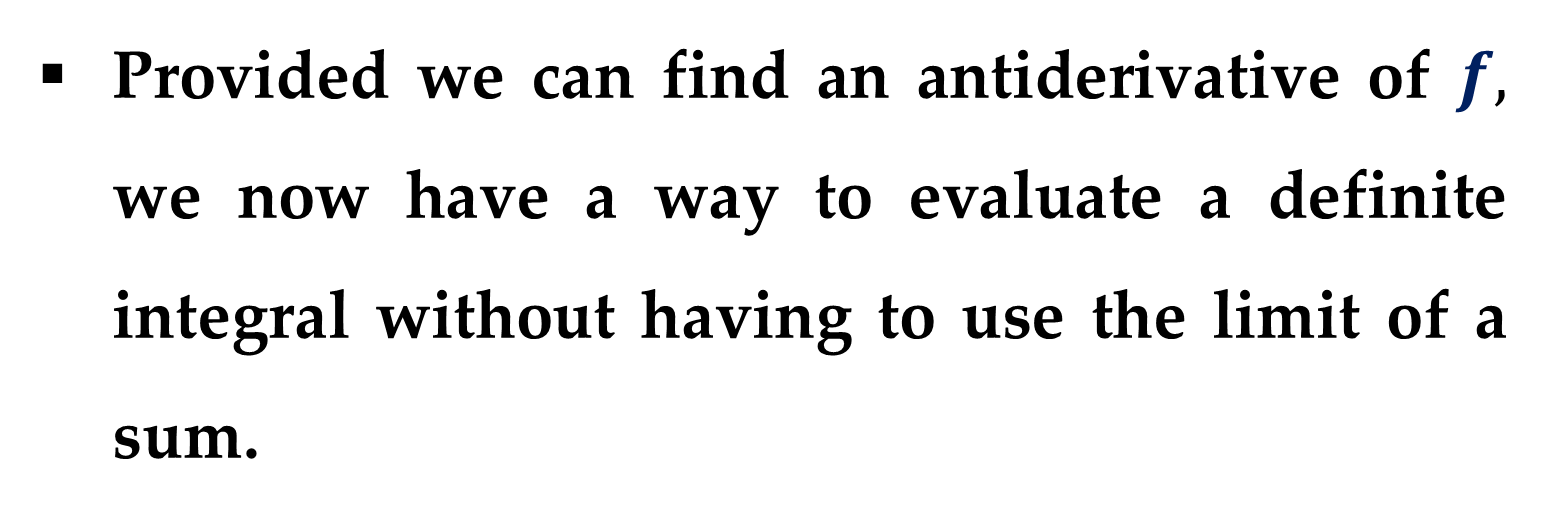 ▪ Provided we can find an antiderivative of f,
we now have a way to evaluate a definite
integral without having to use the limit of a
sum.